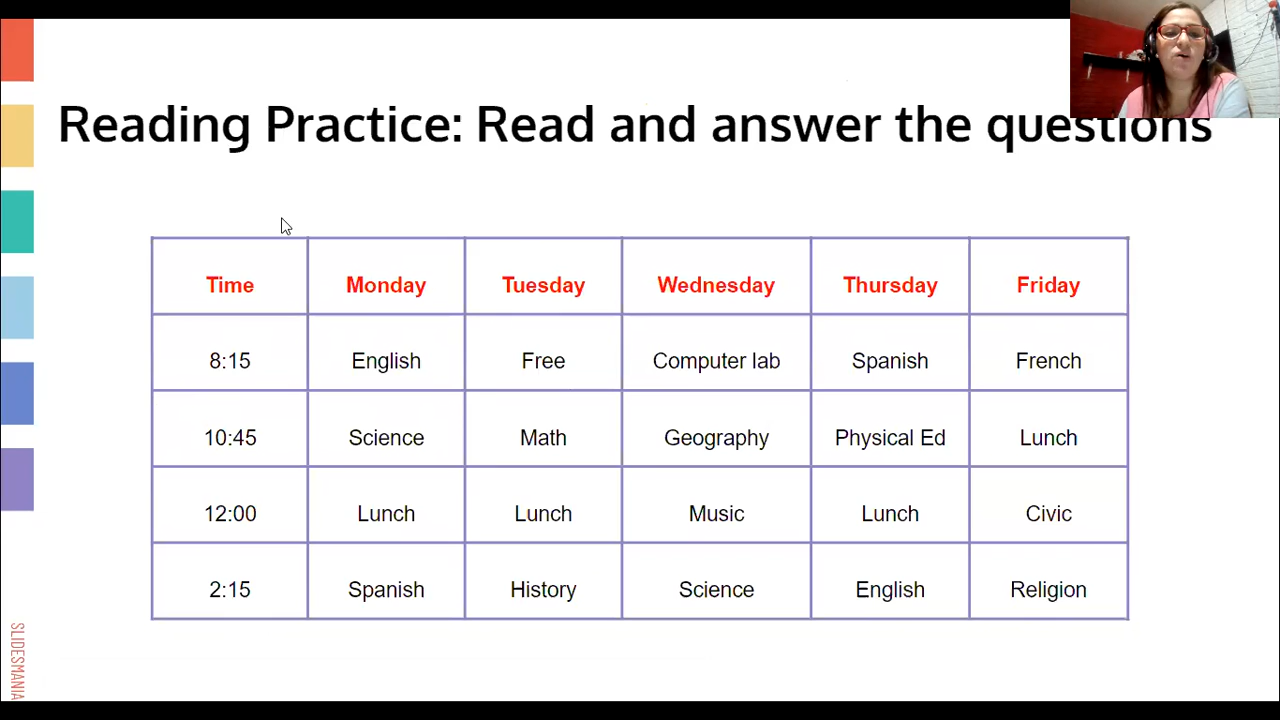 Reading Practice: Read and answer the questions
Time Monday Tuesday Wednesday Thursday Friday
8:15 English Free Computer lab Spanish French
10:45 Science Math Geography Physical Ed Lunch
12:00 Lunch Lunch Music Lunch Civic
2:15 Spanish History Science English Religion
SLIDESMANIA